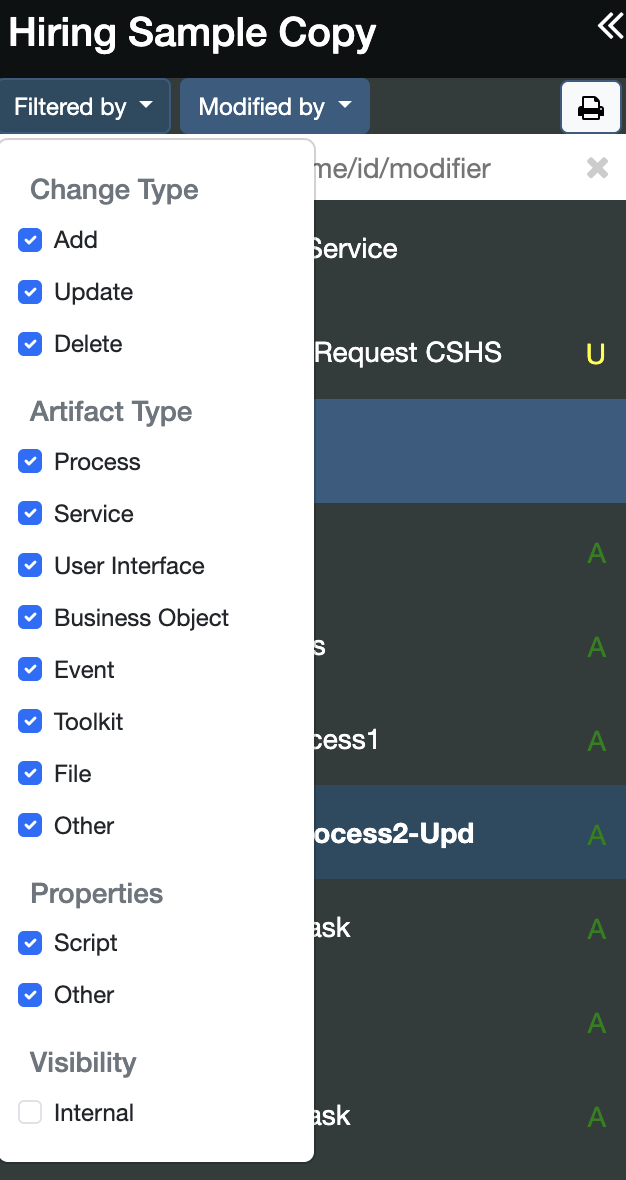 Hiring Sample Copy
Filtered by
Modified by
me/id/modifier
Change Type
Add
Service
Update
Delete
Request CSHS U
Artifact Type
Process
Service
User Interface
A
Business Object
s A
Event
Toolkit
cess1 A
File
Other
ocess2-Upd A
Properties
Script
ask A
Other
A
Visibility
Internal
ask A